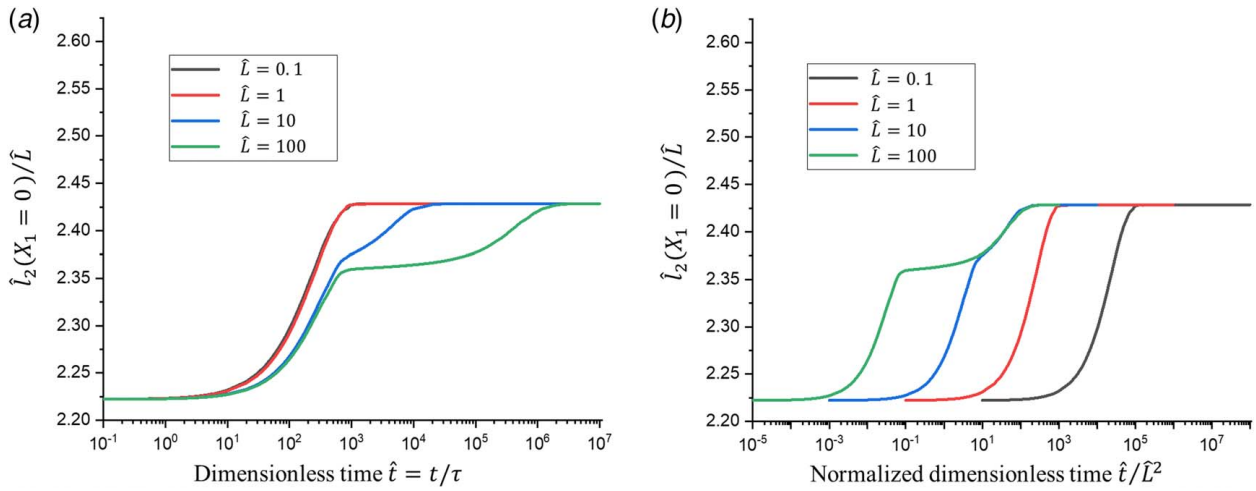 (a)
2.60
2.55
2.50
2.45
2.40
2.35
2.30
2.25
2.20
l̂₂(X₁ = 0)/L̂
L̂ = 0.1
L̂ = 1
L̂ = 10
L̂ = 100
10⁻¹ 10⁰ 10¹ 10² 10³ 10⁴ 10⁵ 10⁶ 10⁷
Dimensionless time t̂ = t/τ
(b)
2.60
2.55
2.50
2.45
2.40
2.35
2.30
2.25
2.20
l̂₂(X₁ = 0)/L̂
L̂ = 0.1
L̂ = 1
L̂ = 10
L̂ = 100
10⁻⁵ 10⁻³ 10⁻¹ 10¹ 10³ 10⁵ 10⁷
Normalized dimensionless time t̂/L̂²